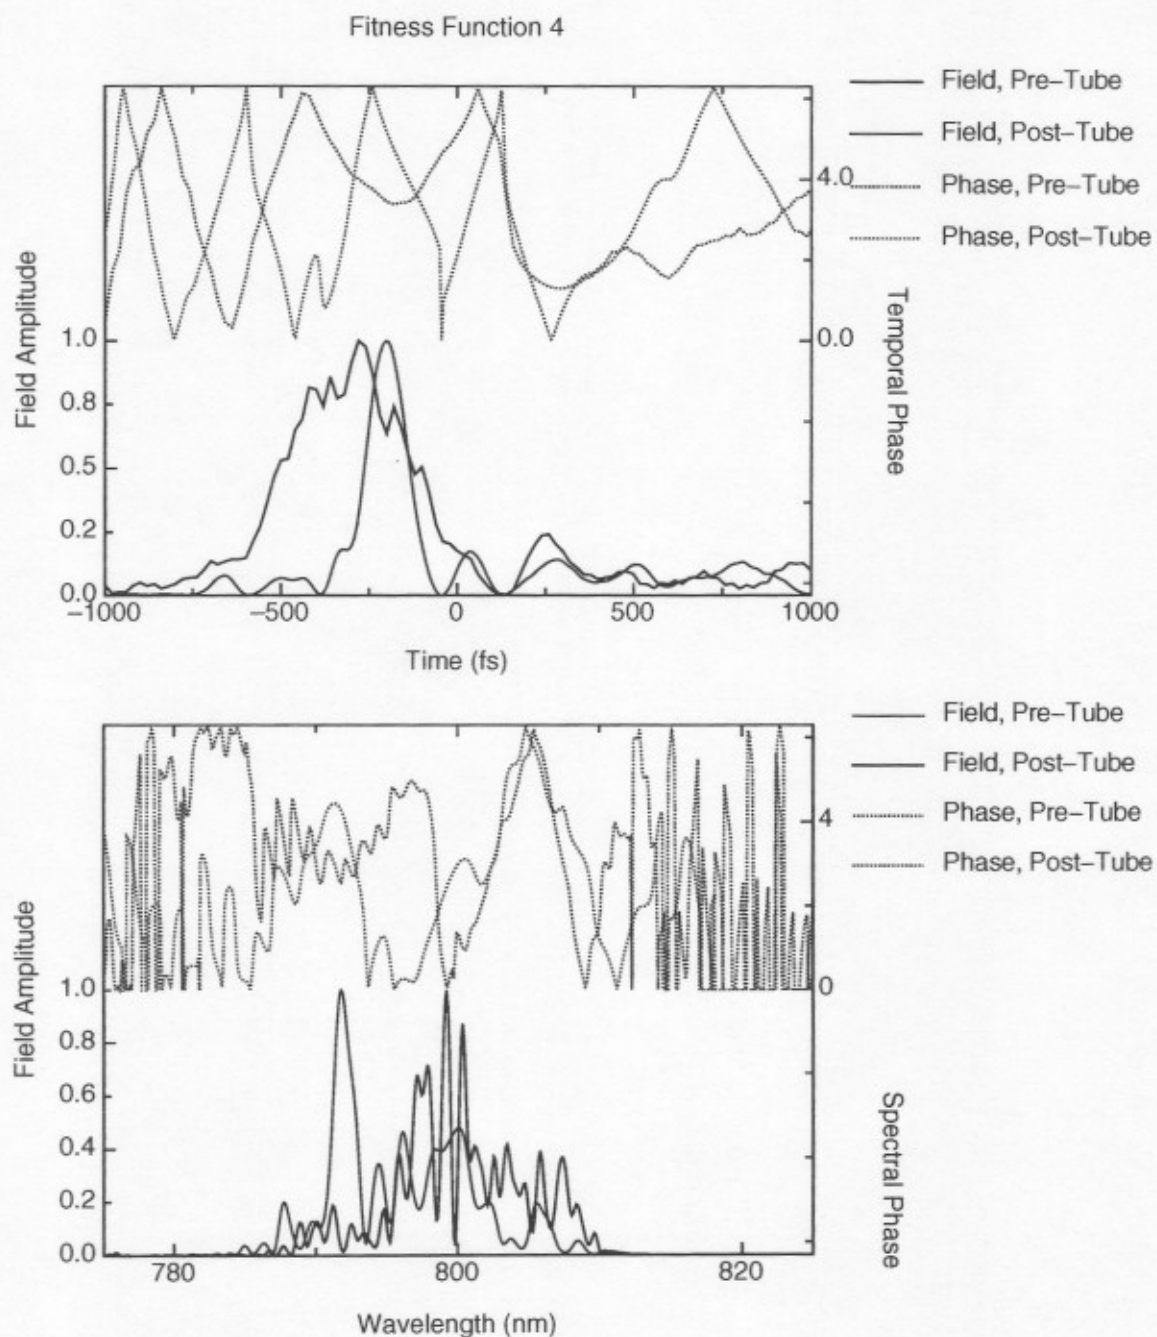 Fitness Function 4
Field, Pre-Tube
Field, Post-Tube
Phase, Pre-Tube
Phase, Post-Tube
4.0
0.0
Temporal Phase
Field Amplitude
1.0
0.8
0.5
0.2
0.0
-1000
-500
0
500
1000
Time (fs)
Field, Pre-Tube
Field, Post-Tube
Phase, Pre-Tube
Phase, Post-Tube
4
0
Spectral Phase
Field Amplitude
1.0
0.8
0.6
0.4
0.2
0.0
780
800
820
Wavelength (nm)